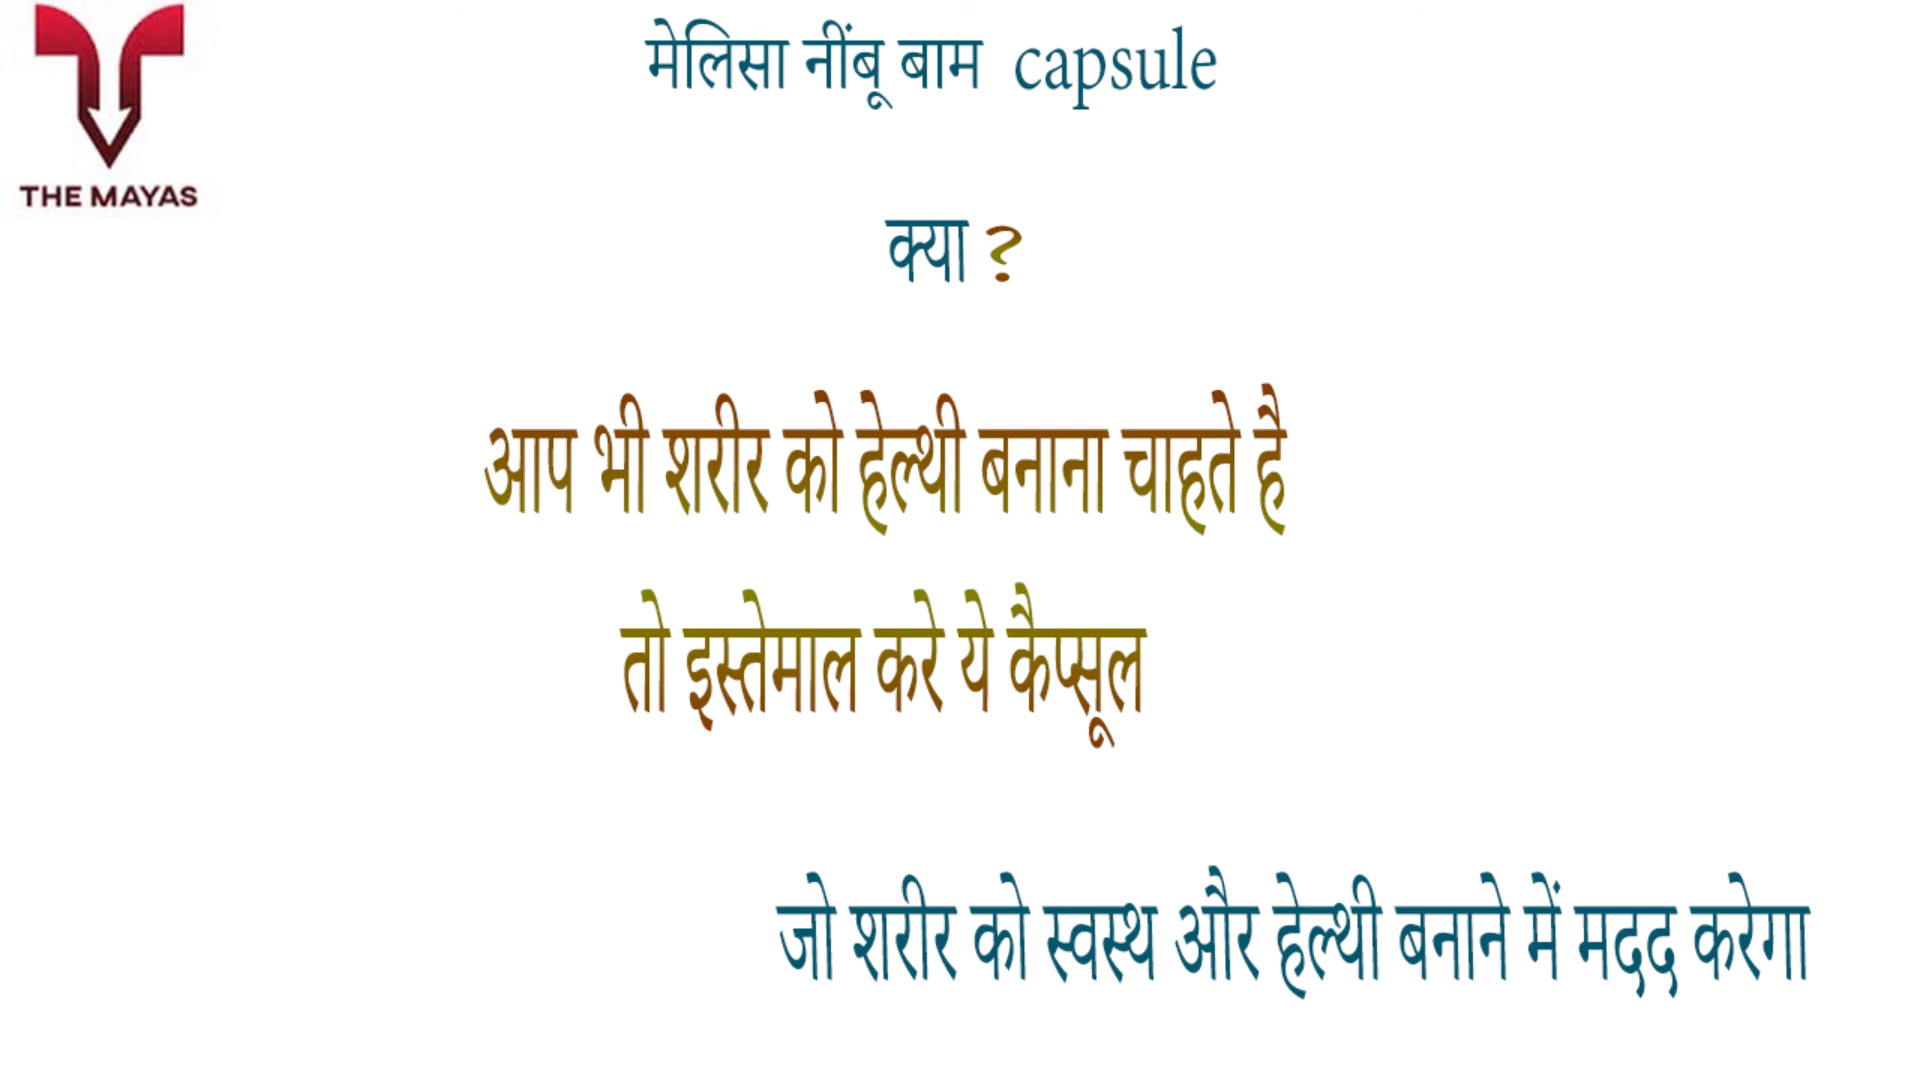 THE MAYAS
मेलिसा नींबू बाम capsule
क्या ?
आप भी शरीर को हेल्थी बनाना चाहते है
तो इस्तेमाल करे ये कैप्सूल
जो शरीर को स्वस्थ और हेल्थी बनाने में मदद करेगा